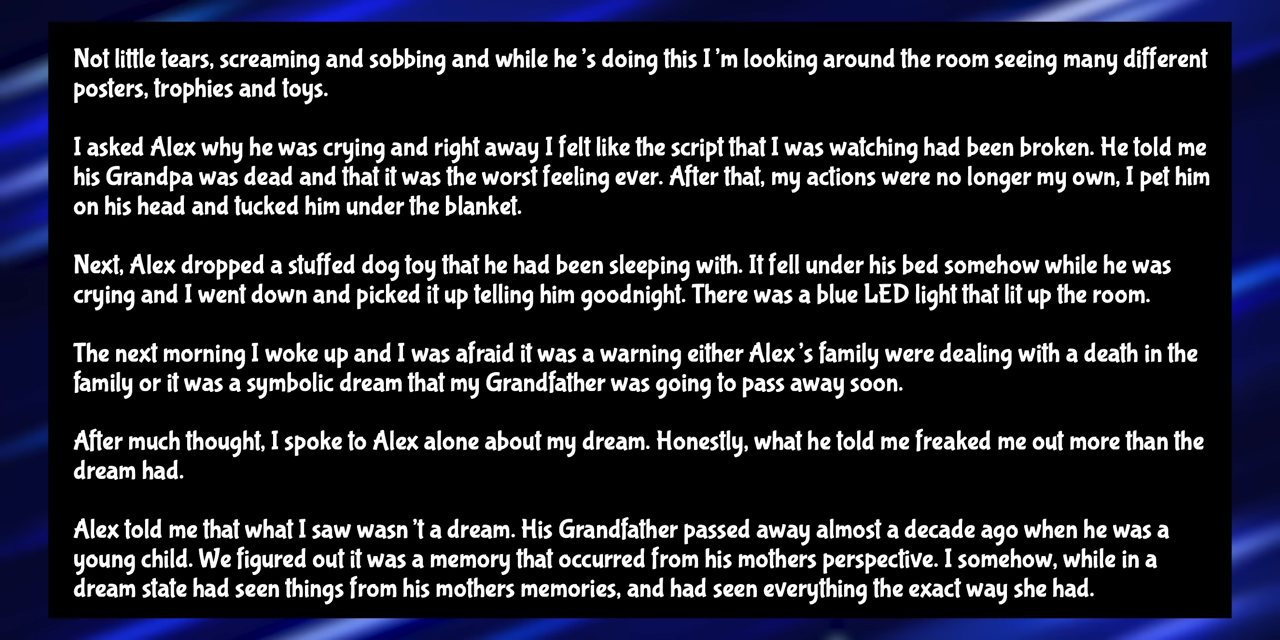 Not little tears, screaming and sobbing and while he's doing this I'm looking around the room seeing many different
posters, trophies and toys.
I asked Alex why he was crying and right away I felt like the script that I was watching had been broken. He told me
his Grandpa was dead and that it was the worst feeling ever. After that, my actions were no longer my own, I pet him
on his head and tucked him under the blanket.
Next, Alex dropped a stuffed dog toy that he had been sleeping with. It fell under his bed somehow while he was
crying and I went down and picked it up telling him goodnight. There was a blue LED light that lit up the room.
The next morning I woke up and I was afraid it was a warning either Alex's family were dealing with a death in the
family or it was a symbolic dream that my Grandfather was going to pass away soon.
After much thought, I spoke to Alex alone about my dream. Honestly, what he told me freaked me out more than the
dream had.
Alex told me that what I saw wasn't a dream. His Grandfather passed away almost a decade ago when he was a
young child. We figured out it was a memory that occurred from his mothers perspective. I somehow, while in a
dream state had seen things from his mothers memories, and had seen everything the exact way she had.